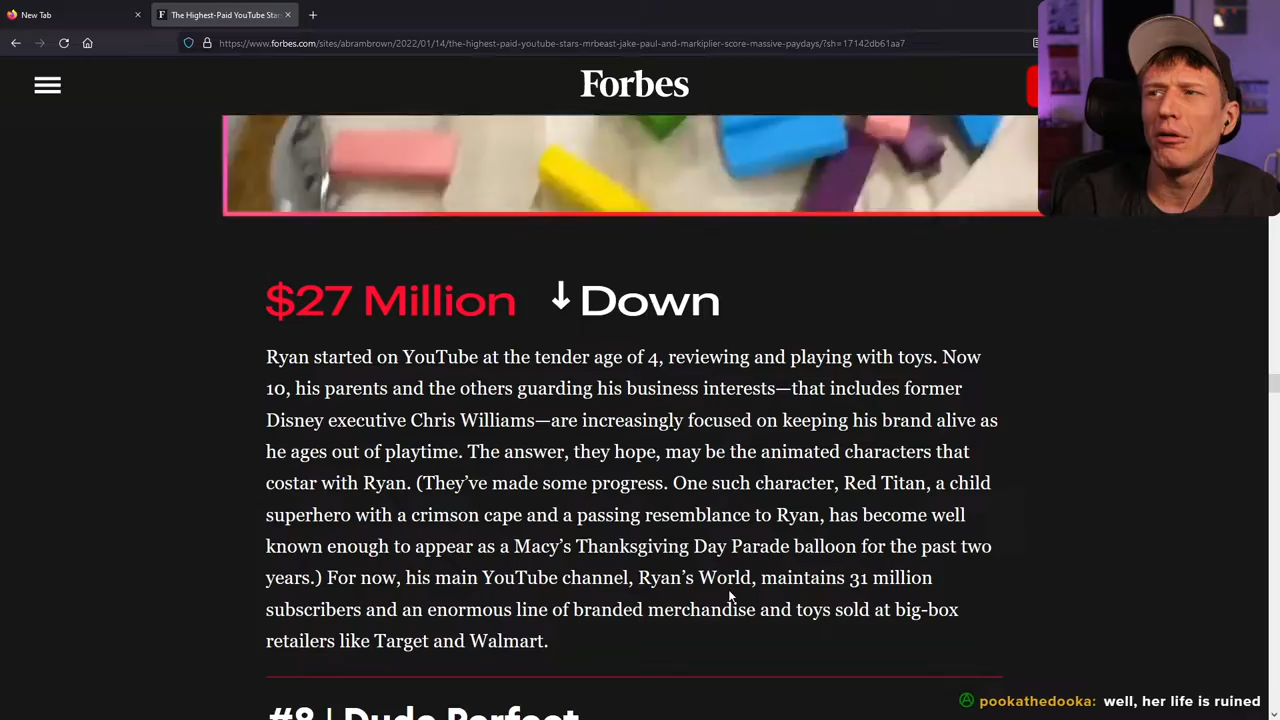 New Tab
The Highest-Paid YouTube Star
https://www.forbes.com/sites/abrambrown/2022/01/14/the-highest-paid-youtube-stars-mrbeast-jake-paul-and-markiplier-score-massive-paydays/?sh=17142db61aa7
Forbes
$27 Million ↓ Down
Ryan started on YouTube at the tender age of 4, reviewing and playing with toys. Now
10, his parents and the others guarding his business interests—that includes former
Disney executive Chris Williams—are increasingly focused on keeping his brand alive as
he ages out of playtime. The answer, they hope, may be the animated characters that
costar with Ryan. (They’ve made some progress. One such character, Red Titan, a child
superhero with a crimson cape and a passing resemblance to Ryan, has become well
known enough to appear as a Macy’s Thanksgiving Day Parade balloon for the past two
years.) For now, his main YouTube channel, Ryan’s World, maintains 31 million
subscribers and an enormous line of branded merchandise and toys sold at big-box
retailers like Target and Walmart.
#8 | Dude Perfect
pookathedooka: well, her life is ruined